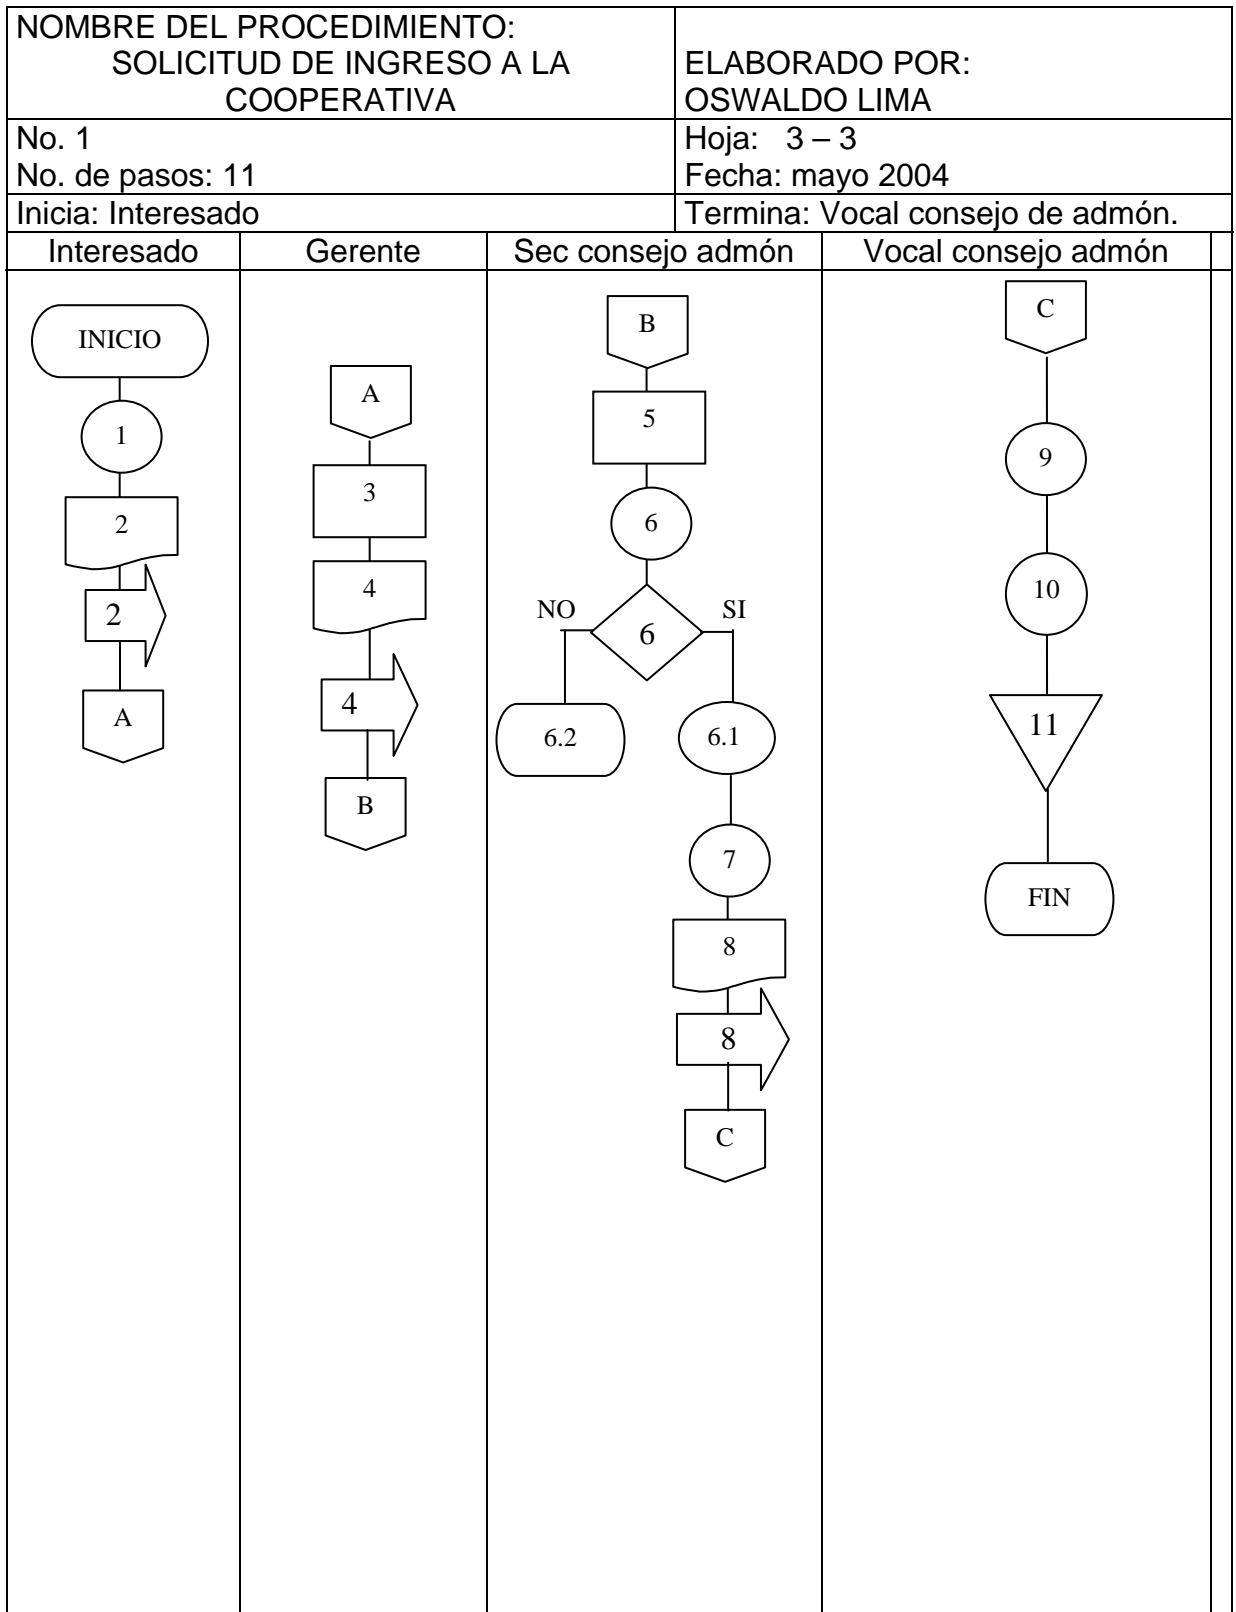 NOMBRE DEL PROCEDIMIENTO:
SOLICITUD DE INGRESO A LA
COOPERATIVA
ELABORADO POR:
OSWALDO LIMA
No. 1
No. de pasos: 11
Hoja: 3 – 3
Fecha: mayo 2004
Inicia: Interesado
Termina: Vocal consejo de admón.
Interesado
Gerente
Sec consejo admón
Vocal consejo admón
INICIO
1
2
2
A
A
3
4
4
B
B
5
6
6
NO
SI
6.2
6.1
7
8
8
C
C
9
10
11
FIN